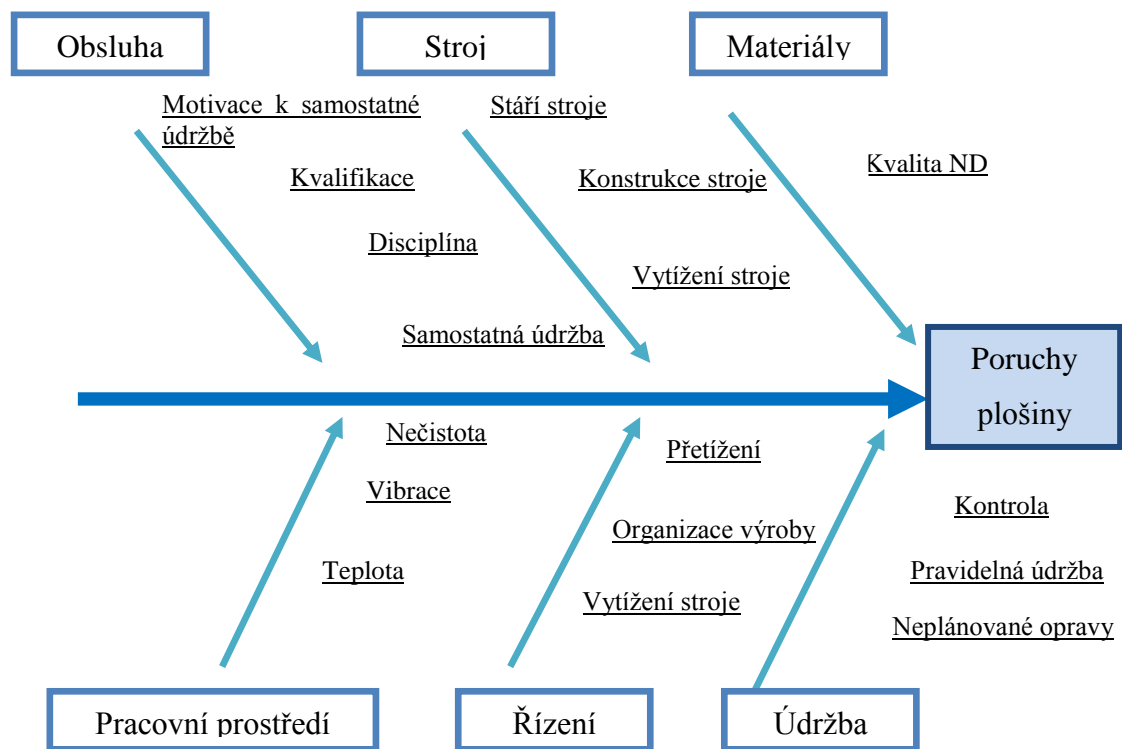 Obsluha
Stroj
Materiály
Motivace k samostatné
údržbě
Stáří stroje
Kvalifikace
Konstrukce stroje
Kvalita ND
Disciplína
Vytížení stroje
Samostatná údržba
Poruchy
plošiny
Nečistota
Přetížení
Vibrace
Kontrola
Organizace výroby
Teplota
Pravidelná údržba
Vytížení stroje
Neplánované opravy
Pracovní prostředí
Řízení
Údržba